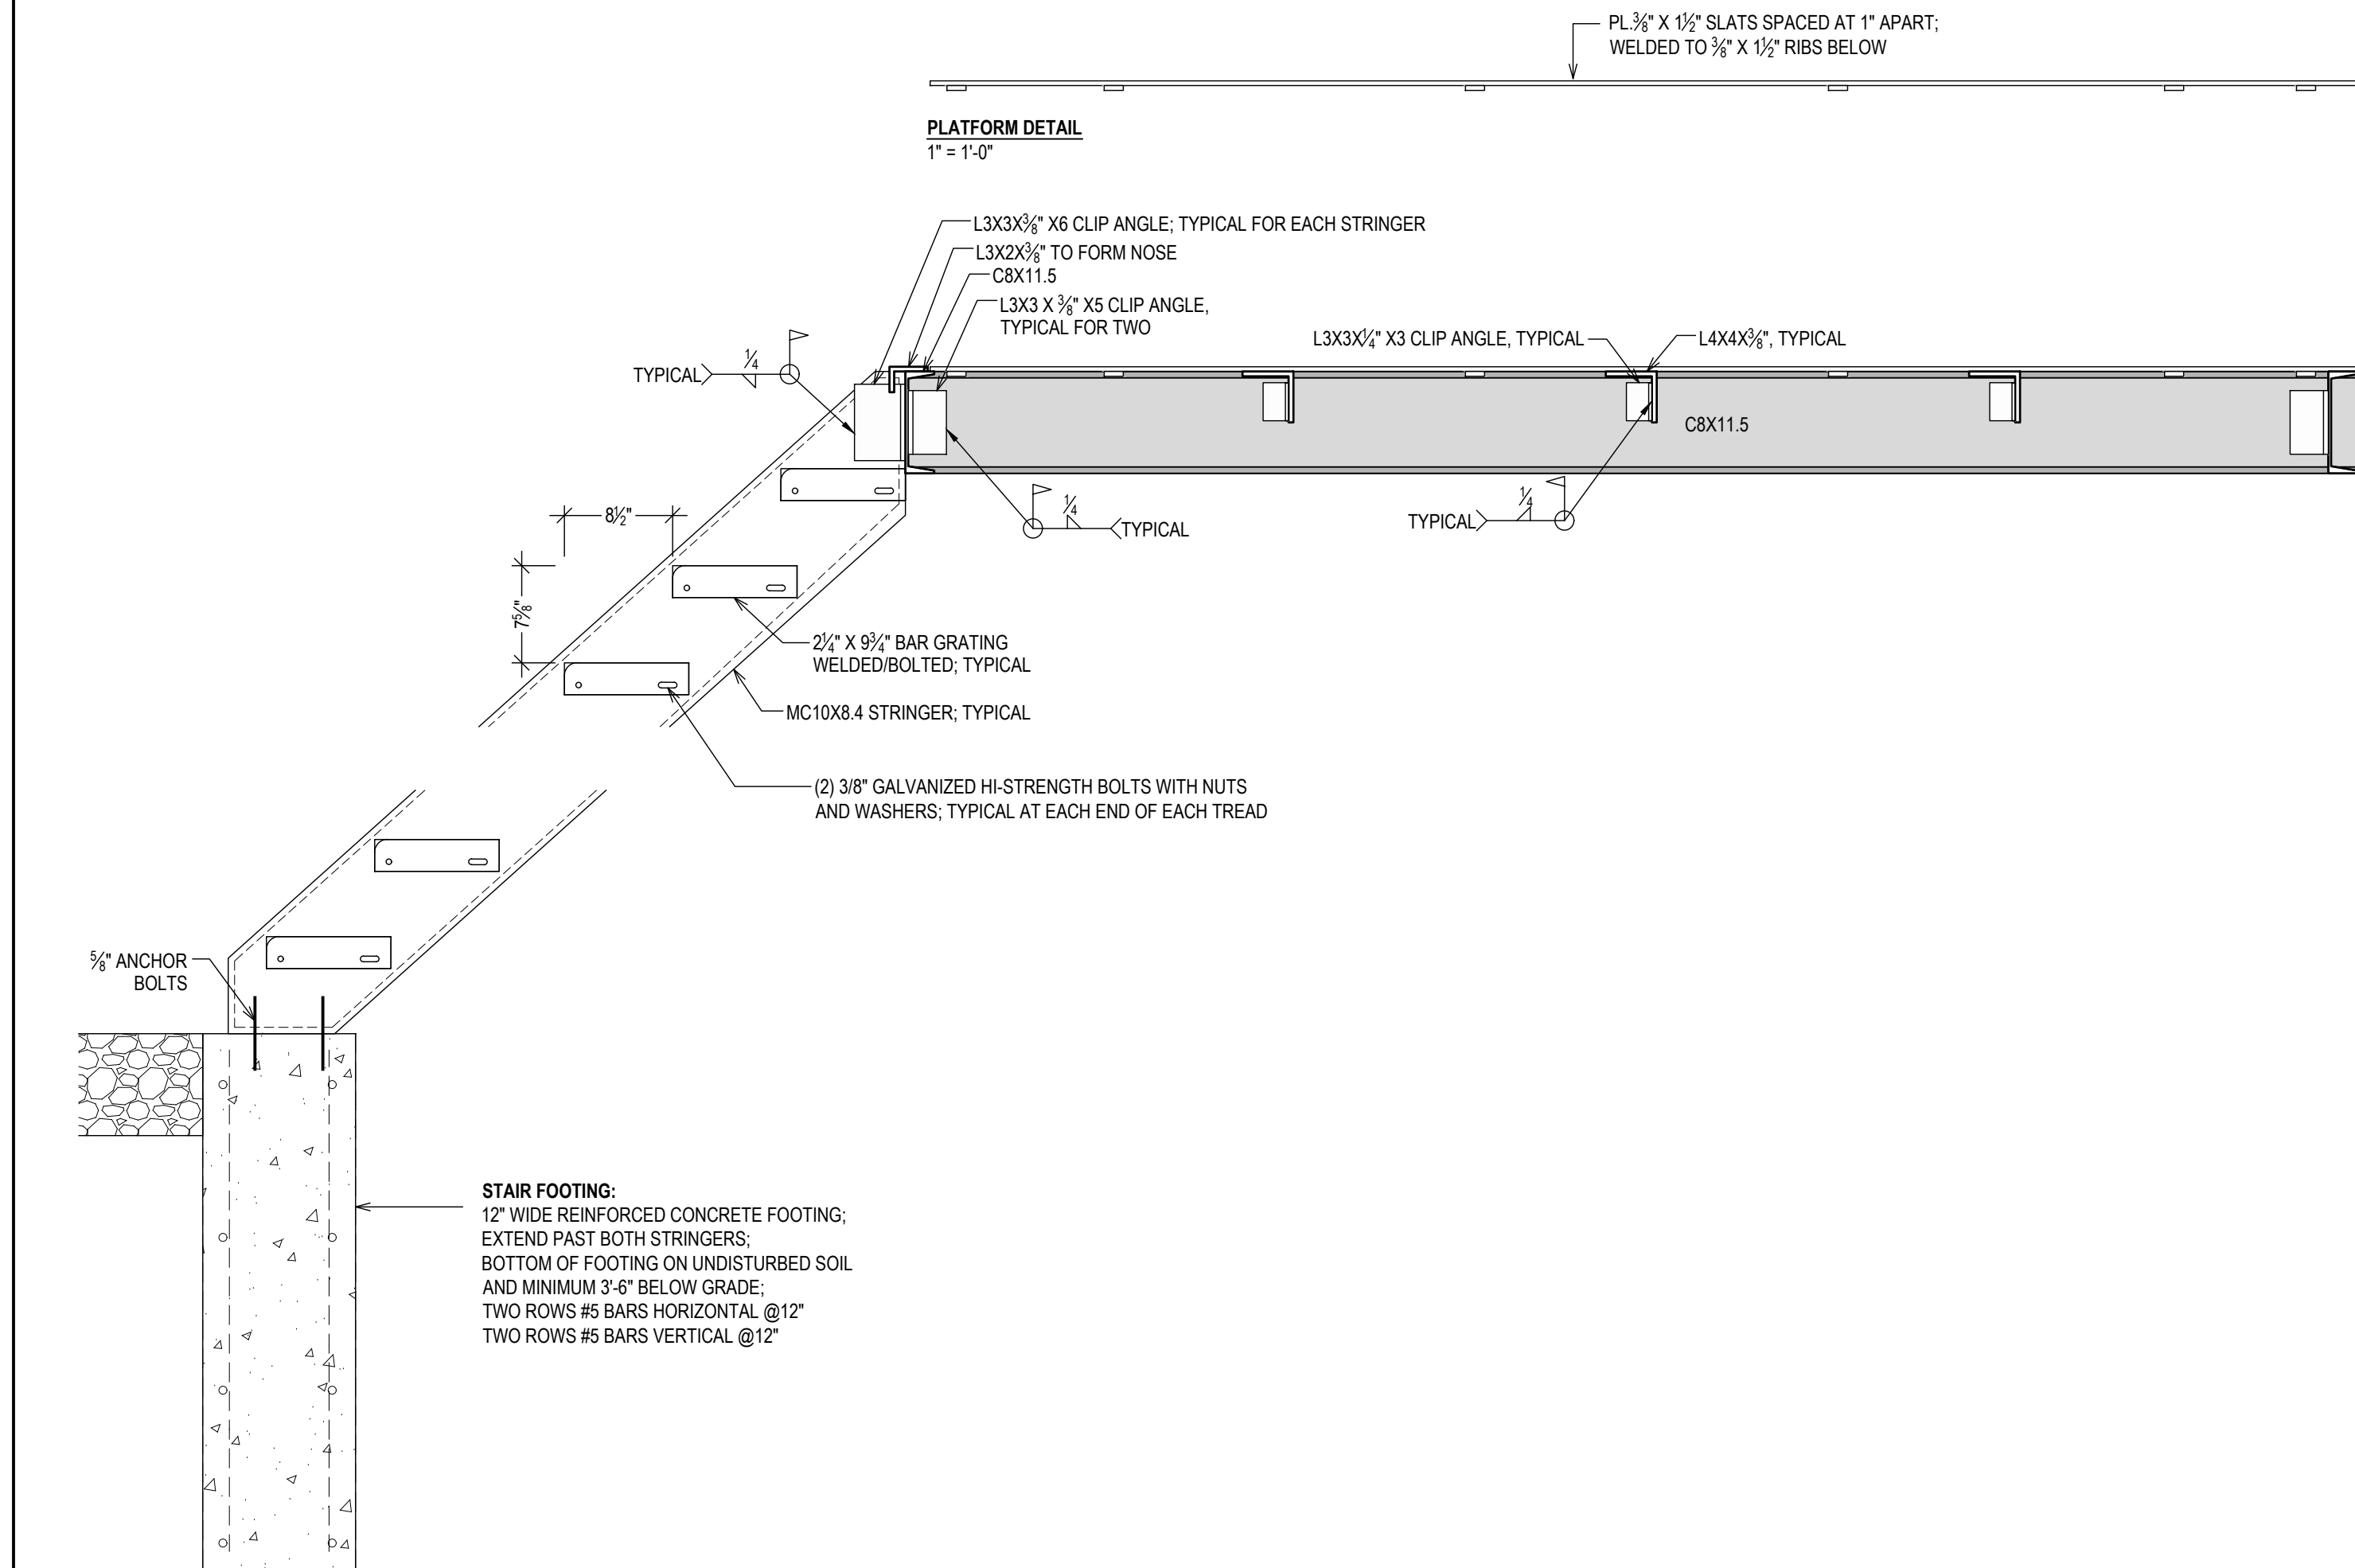 PL.⅜" X 1½" SLATS SPACED AT 1" APART;
WELDED TO ⅜" X 1½" RIBS BELOW
PLATFORM DETAIL
1" = 1'-0"
L3X3X⅜" X6 CLIP ANGLE; TYPICAL FOR EACH STRINGER
L3X2X⅜" TO FORM NOSE
C8X11.5
L3X3 X ⅜" X5 CLIP ANGLE,
TYPICAL FOR TWO
L3X3X¼" X3 CLIP ANGLE, TYPICAL
L4X4X⅜", TYPICAL
TYPICAL
¼
C8X11.5
8½"
¼
TYPICAL
TYPICAL
¼
7⅝"
2¼" X 9¾" BAR GRATING
WELDED/BOLTED; TYPICAL
MC10X8.4 STRINGER; TYPICAL
(2) 3/8" GALVANIZED HI-STRENGTH BOLTS WITH NUTS
AND WASHERS; TYPICAL AT EACH END OF EACH TREAD
⅝" ANCHOR
BOLTS
STAIR FOOTING:
12" WIDE REINFORCED CONCRETE FOOTING;
EXTEND PAST BOTH STRINGERS;
BOTTOM OF FOOTING ON UNDISTURBED SOIL
AND MINIMUM 3'-6" BELOW GRADE;
TWO ROWS #5 BARS HORIZONTAL @12"
TWO ROWS #5 BARS VERTICAL @12"